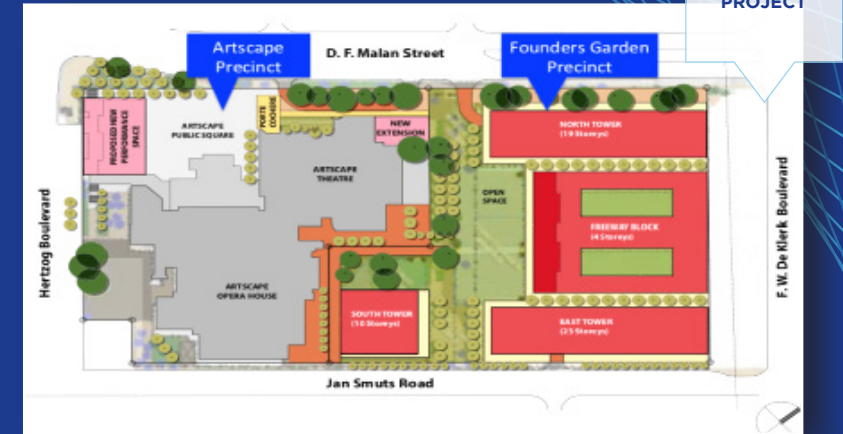 PROJECT
Artscape
Precinct
D. F. Malan Street
Founders Garden
Precinct
PROPOSED NEW
PERFORMANCE
SPACE
ARTSCAPE
PUBLIC SQUARE
PORTE
COCHERE
NEW
EXTENSION
NORTH TOWER
(19 Storeys)
ARTSCAPE
THEATRE
OPEN
SPACE
FREEWAY BLOCK
(4 Storeys)
Hertzog Boulevard
F. W. De Klerk Boulevard
ARTSCAPE
OPERA HOUSE
SOUTH TOWER
(10 Storeys)
EAST TOWER
(25 Storeys)
Jan Smuts Road